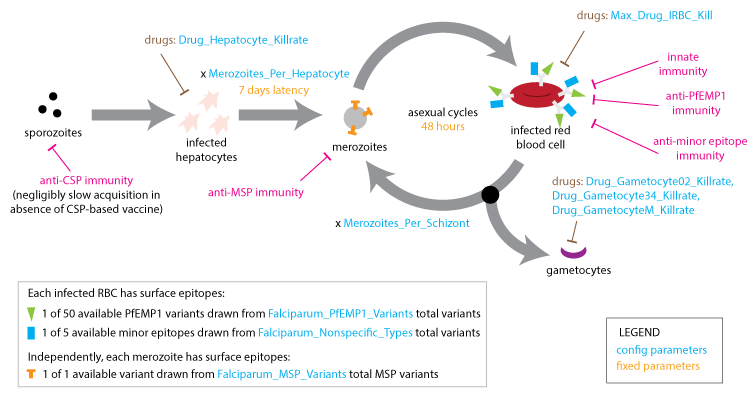 drugs: Drug_Hepatocyte_Killrate
drugs: Max_Drug_IRBC_Kill
x Merozoites_Per_Hepatocyte
7 days latency
innate
immunity
anti-PfEMP1
immunity
anti-minor epitope
immunity
asexual cycles
48 hours
sporozoites
infected
hepatocytes
merozoites
infected red
blood cell
anti-CSP immunity
(negligibly slow acquisition in
absence of CSP-based vaccine)
anti-MSP immunity
drugs: Drug_Gametocyte02_Killrate,
Drug_Gametocyte34_Killrate,
Drug_GametocyteM_Killrate
x Merozoites_Per_Schizont
gametocytes
Each infected RBC has surface epitopes:
1 of 50 available PfEMP1 variants drawn from Falciparum_PfEMP1_Variants total variants
1 of 5 available minor epitopes drawn from Falciparum_Nonspecific_Types total variants
Independently, each merozoite has surface epitopes:
1 of 1 available variant drawn from Falciparum_MSP_Variants total MSP variants
LEGEND
config parameters
fixed parameters